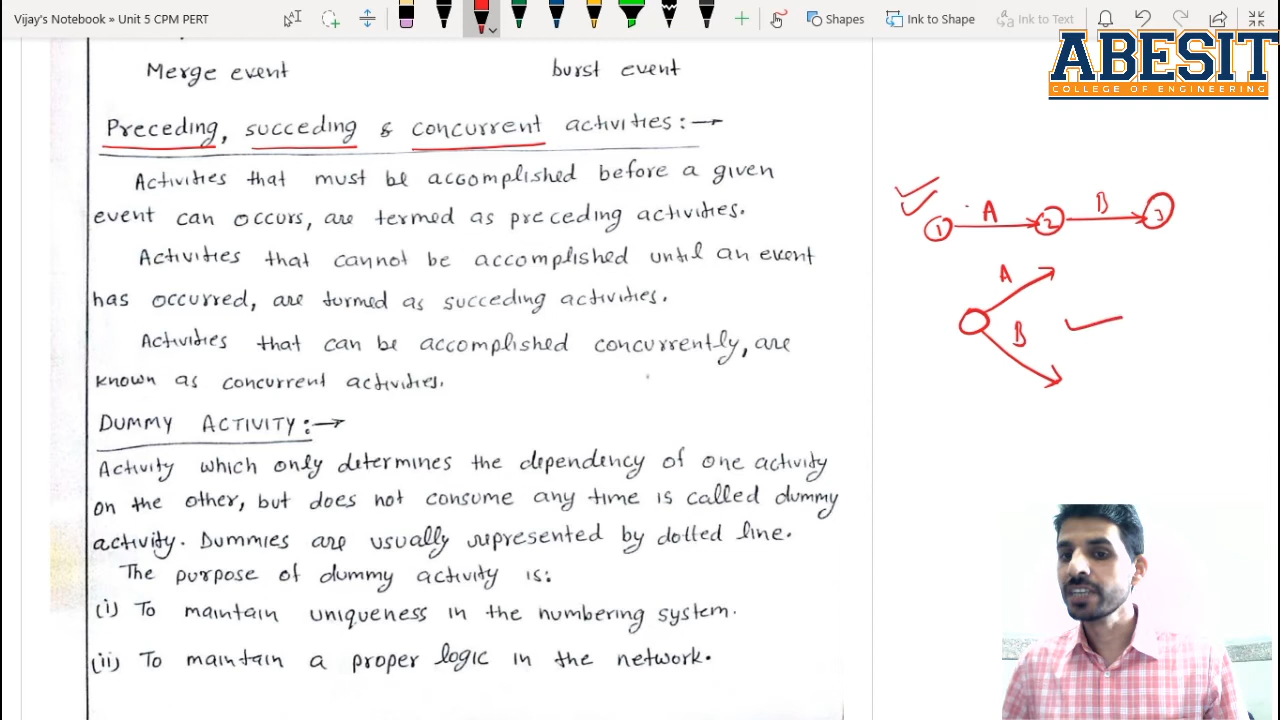 Vijay's Notebook » Unit 5 CPM PERT
Shapes
Ink to Shape
Ink to Text
ABESIT
COLLEGE OF ENGINEERING
Merge event
burst event
Preceding, succeding & concurrent activities:→
Activities that must be accomplished before a given
event can occurs, are termed as preceding activities.
Activities that cannot be accomplished until an event
has occurred, are turmed as succeding activities.
Activities that can be accomplished concurrently, are
known as concurrent activities.
DUMMY ACTIVITY:→
Activity which only determines the dependency of one activity
on the other, but does not consume any time is called dummy
activity. Dummies are usually represented by dotted line.
The purpose of dummy activity is:
(i) To maintain uniqueness in the numbering system.
(ii) To maintain a proper logic in the network.
1 A 2 B 3
A
B